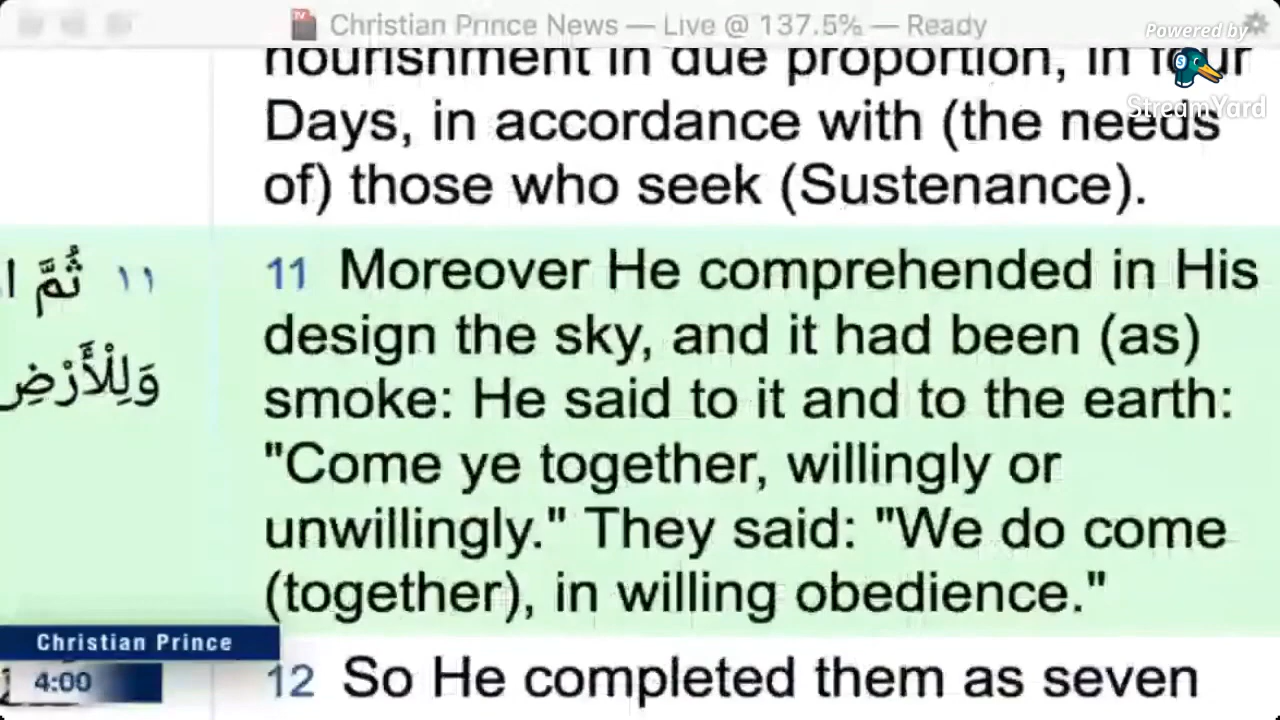 Christian Prince News — Live @ 137.5% — Ready
Powered by
StreamYard
nourishment in due proportion, in four
Days, in accordance with (the needs
of) those who seek (Sustenance).
١١ ثُمَّ
وَلِلْأَرْضِ
11 Moreover He comprehended in His
design the sky, and it had been (as)
smoke: He said to it and to the earth:
"Come ye together, willingly or
unwillingly." They said: "We do come
(together), in willing obedience."
12 So He completed them as seven
Christian Prince
4:00